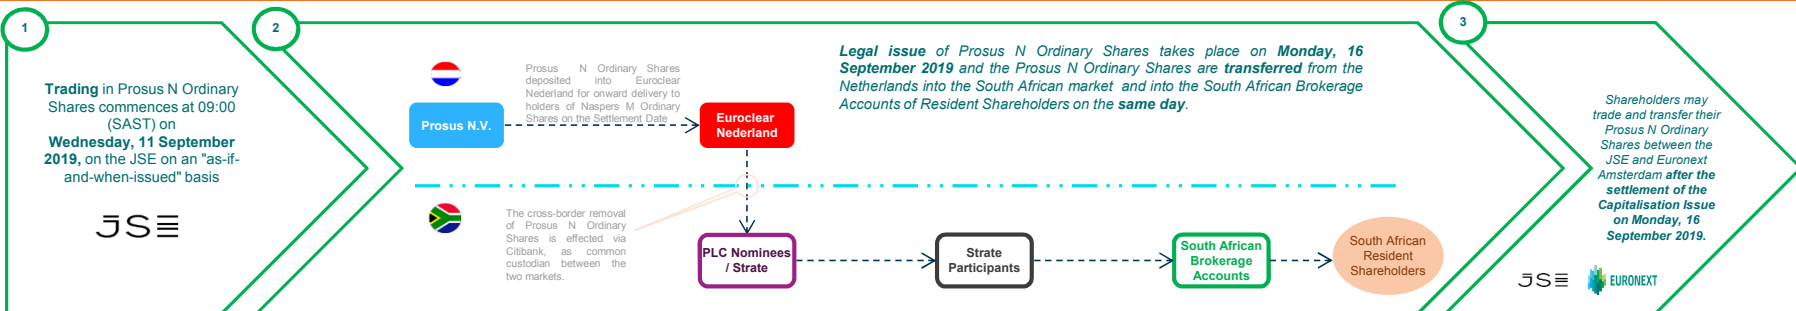 1
Trading in Prosus N Ordinary
Shares commences at 09:00
(SAST) on
Wednesday, 11 September
2019, on the JSE on an "as-if-
and-when-issued" basis
JSE
2
Prosus N Ordinary Shares
deposited into Euroclear
Nederland for onward delivery to
holders of Naspers M Ordinary
Shares on the Settlement Date
Prosus N.V.
Euroclear
Nederland
Legal issue of Prosus N Ordinary Shares takes place on Monday, 16
September 2019 and the Prosus N Ordinary Shares are transferred from the
Netherlands into the South African market and into the South African Brokerage
Accounts of Resident Shareholders on the same day.
The cross-border removal
of Prosus N Ordinary
Shares is effected via
Citibank, as common
custodian between the
two markets.
PLC Nominees
/ Strate
Strate
Participants
South African
Brokerage
Accounts
South African
Resident
Shareholders
3
Shareholders may
trade and transfer their
Prosus N Ordinary
Shares between the
JSE and Euronext
Amsterdam after the
settlement of the
Capitalisation Issue
on Monday, 16
September 2019.
JSE
EURONEXT